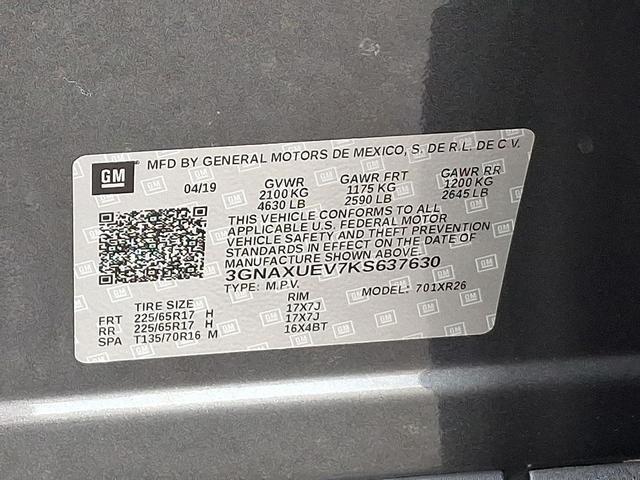 GM MFD BY GENERAL MOTORS DE MEXICO, S. DE R.L. DE C.V.
04/19 GVWR GAWR FRT GAWR RR
2100 KG 1175 KG 1200 KG
4630 LB 2590 LB 2645 LB
THIS VEHICLE CONFORMS TO ALL
APPLICABLE U.S. FEDERAL MOTOR
VEHICLE SAFETY AND THEFT PREVENTION
STANDARDS IN EFFECT ON THE DATE OF
MANUFACTURE SHOWN ABOVE.
3GNAXUEV7KS637630
TYPE: M.P.V. MODEL: 701XR26
TIRE SIZE RIM
FRT 225/65R17 H 17X7J
RR 225/65R17 H 17X7J
SPA T135/70R16 M 16X4BT